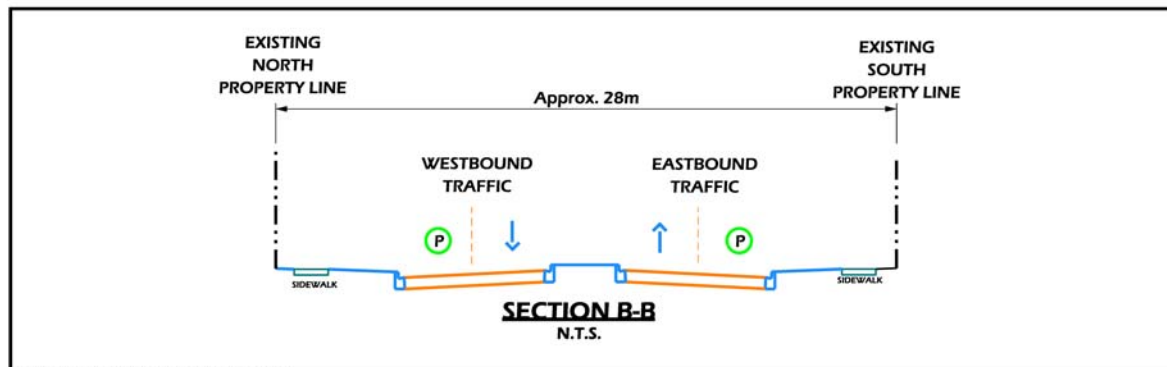 EXISTING
NORTH
PROPERTY LINE
EXISTING
SOUTH
PROPERTY LINE
Approx. 28m
WESTBOUND
TRAFFIC
EASTBOUND
TRAFFIC
P
P
SIDEWALK
SIDEWALK
SECTION B-B
N.T.S.